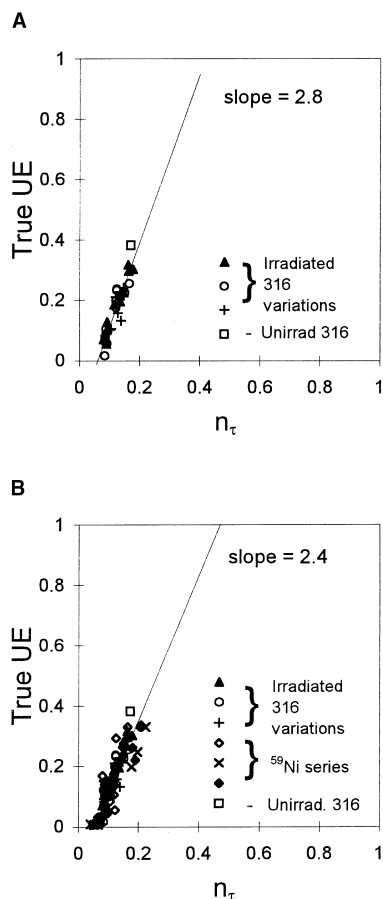 A
1
slope = 2.8
0.8
0.6
True UE
0.4
Irradiated
316
0.2
variations
- Unirrad 316
0
0 0.2 0.4 0.6 0.8 1
nτ
B
1
slope = 2.4
0.8
0.6
True UE
Irradiated
316
0.4
variations
59Ni series
0.2
- Unirrad. 316
0
0 0.2 0.4 0.6 0.8 1
nτ